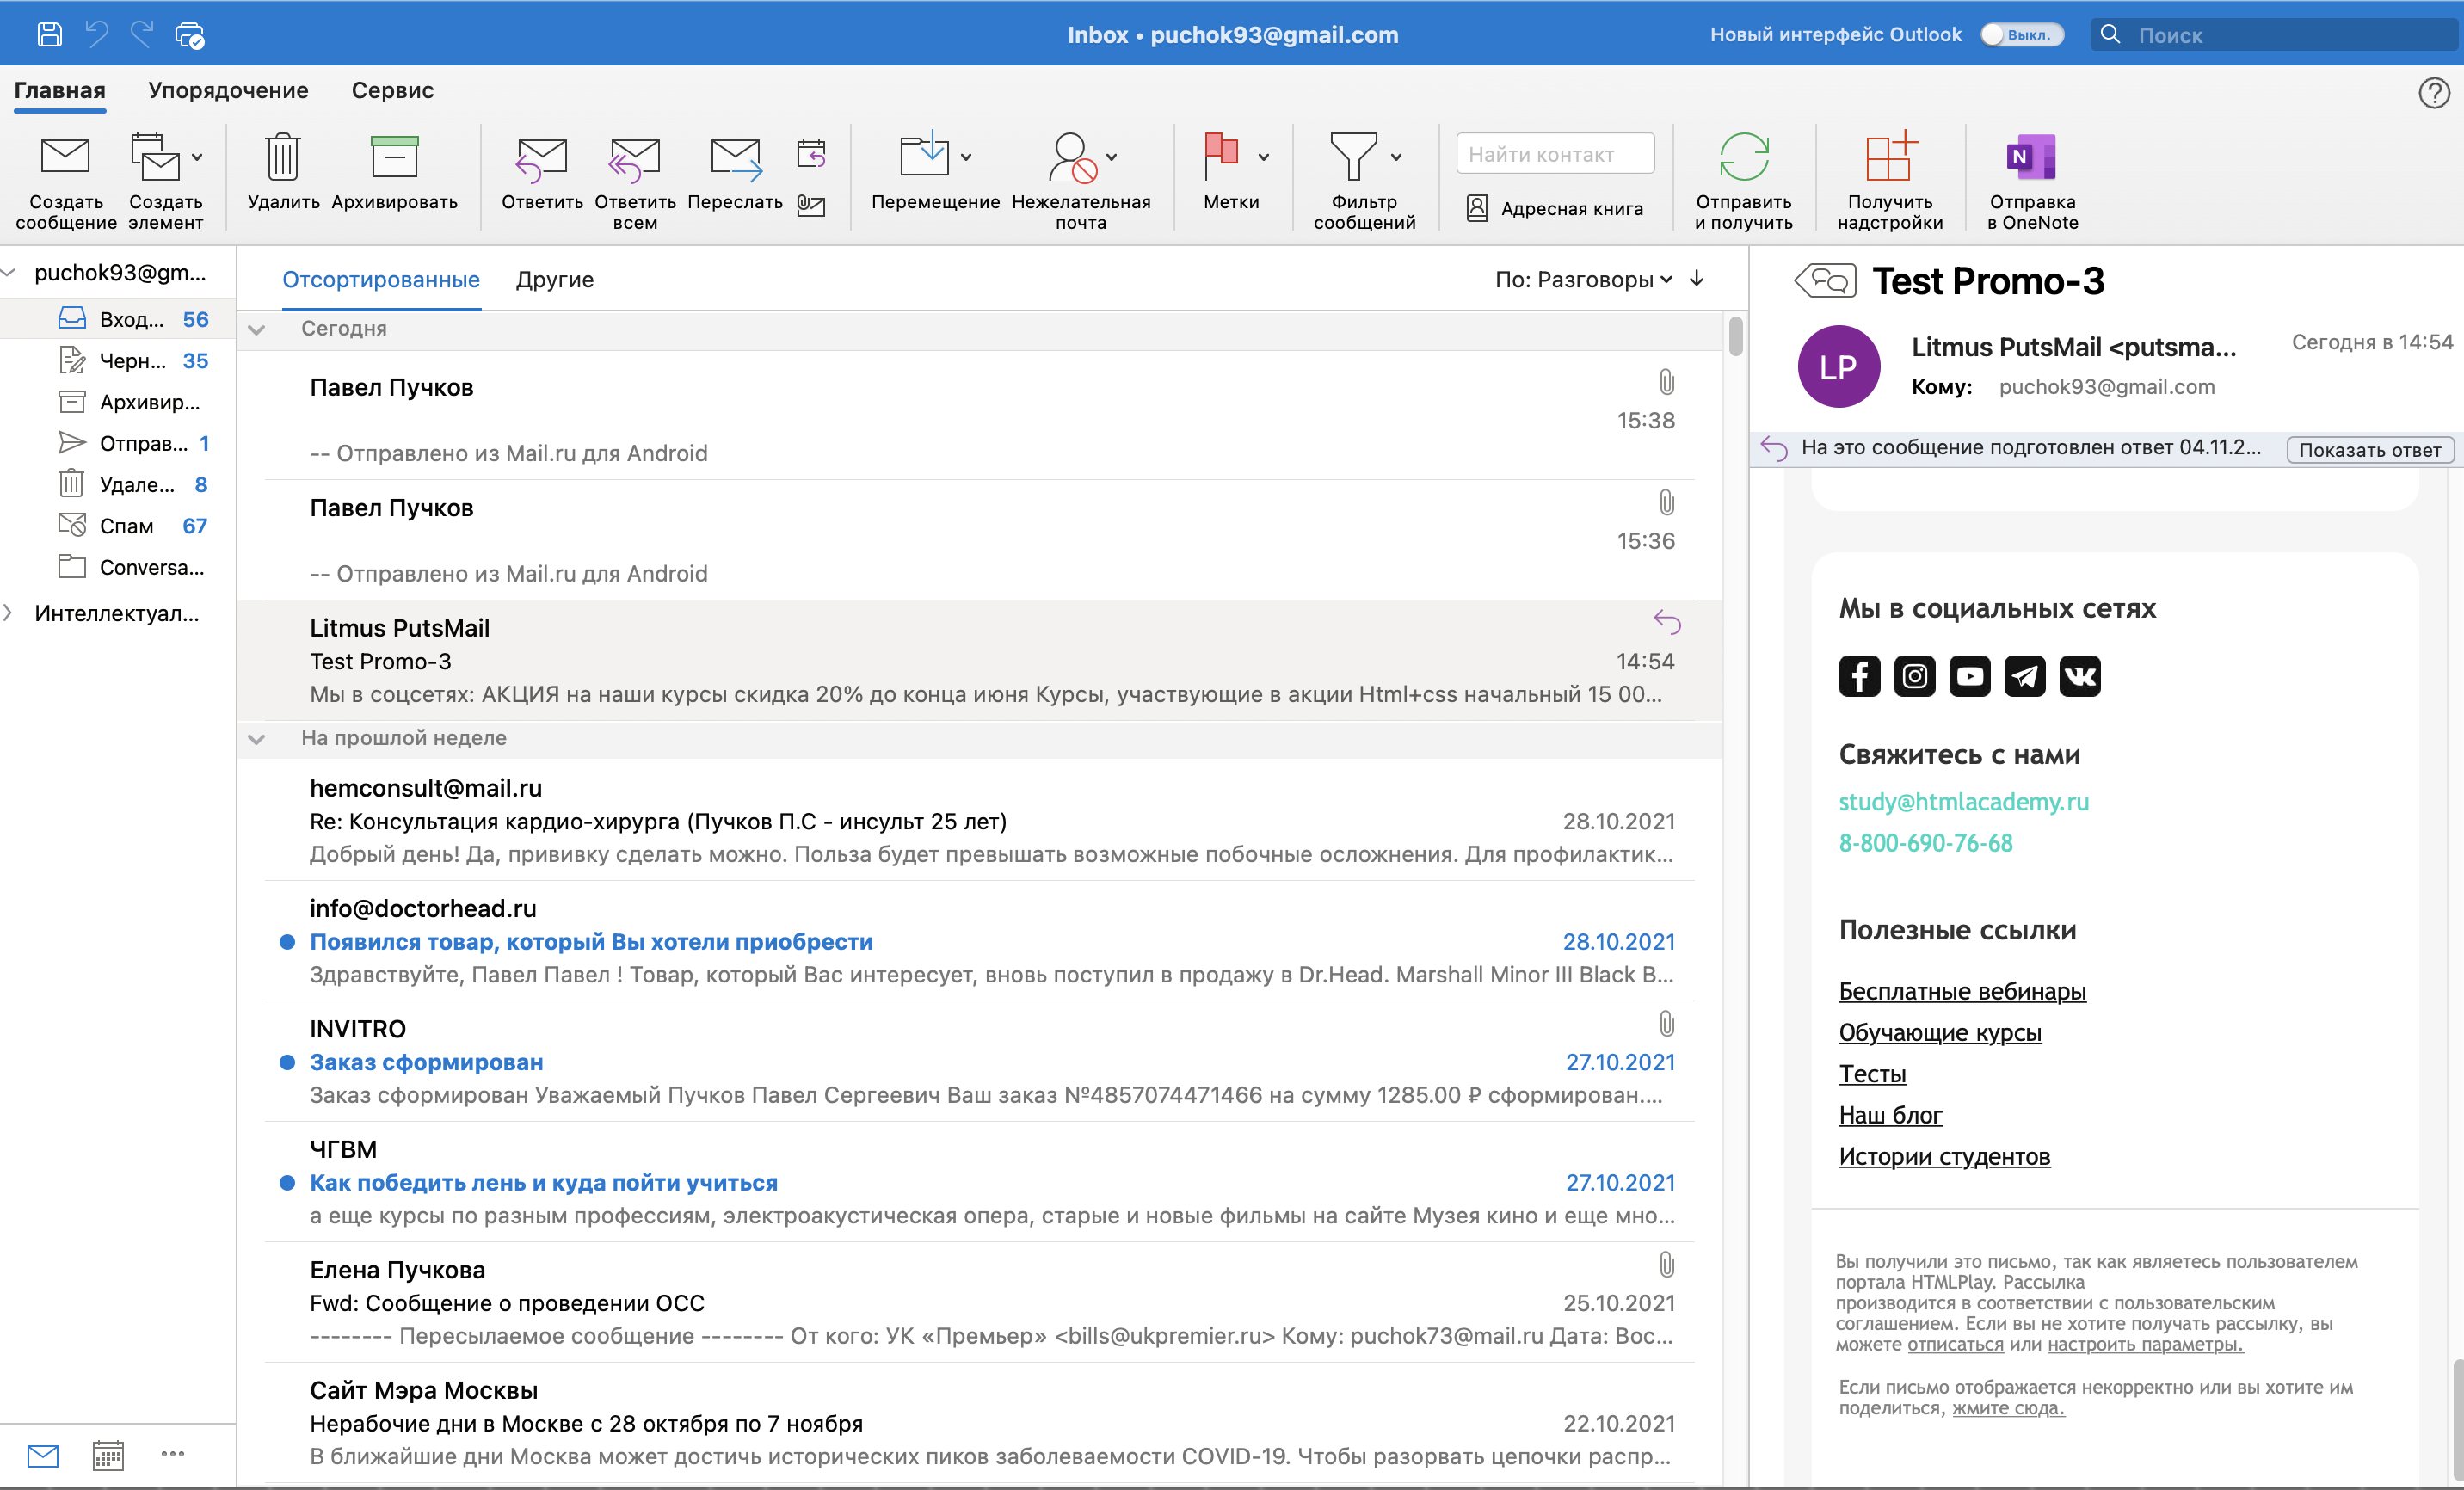 Inbox • puchok93@gmail.com
Новый интерфейс Outlook
Выкл.
Поиск
Главная
Упорядочение
Сервис
Создать
сообщение
Создать
элемент
Удалить
Архивировать
Ответить
Ответить
всем
Переслать
Перемещение
Нежелательная
почта
Метки
Фильтр
сообщений
Найти контакт
Адресная книга
Отправить
и получить
Получить
надстройки
N
Отправка
в OneNote
puchok93@gm...
Вход... 56
Черн... 35
Архивир...
Отправ... 1
Удале... 8
Спам 67
Conversa...
Интеллектуал...
Отсортированные
Другие
По: Разговоры
Сегодня
Павел Пучков
15:38
-- Отправлено из Mail.ru для Android
Павел Пучков
15:36
-- Отправлено из Mail.ru для Android
Litmus PutsMail
Test Promo-3 14:54
Мы в соцсетях: АКЦИЯ на наши курсы скидка 20% до конца июня Курсы, участвующие в акции Html+css начальный 15 00...
На прошлой неделе
hemconsult@mail.ru
Re: Консультация кардио-хирурга (Пучков П.С - инсульт 25 лет) 28.10.2021
Добрый день! Да, прививку сделать можно. Польза будет превышать возможные побочные осложнения. Для профилактик...
info@doctorhead.ru
Появился товар, который Вы хотели приобрести 28.10.2021
Здравствуйте, Павел Павел ! Товар, который Вас интересует, вновь поступил в продажу в Dr.Head. Marshall Minor III Black B...
INVITRO
Заказ сформирован 27.10.2021
Заказ сформирован Уважаемый Пучков Павел Сергеевич Ваш заказ №4857074471466 на сумму 1285.00 ₽ сформирован....
ЧГВМ
Как победить лень и куда пойти учиться 27.10.2021
а еще курсы по разным профессиям, электроакустическая опера, старые и новые фильмы на сайте Музея кино и еще мно...
Елена Пучкова
Fwd: Сообщение о проведении ОСС 25.10.2021
-------- Пересылаемое сообщение -------- От кого: УК «Премьер» <bills@ukpremier.ru> Кому: puchok73@mail.ru Дата: Вос...
Сайт Мэра Москвы
Нерабочие дни в Москве с 28 октября по 7 ноября 22.10.2021
В ближайшие дни Москва может достичь исторических пиков заболеваемости COVID-19. Чтобы разорвать цепочки распр...
Test Promo-3
LP
Litmus PutsMail <putsma...
Сегодня в 14:54
Кому: puchok93@gmail.com
На это сообщение подготовлен ответ 04.11.2...
Показать ответ
Мы в социальных сетях
Свяжитесь с нами
study@htmlacademy.ru
8-800-690-76-68
Полезные ссылки
Бесплатные вебинары
Обучающие курсы
Тесты
Наш блог
Истории студентов
Вы получили это письмо, так как являетесь пользователем
портала HTMLPlay. Рассылка
производится в соответствии с пользовательским
соглашением. Если вы не хотите получать рассылку, вы
можете отписаться или настроить параметры.
Если письмо отображается некорректно или вы хотите им
поделиться, жмите сюда.